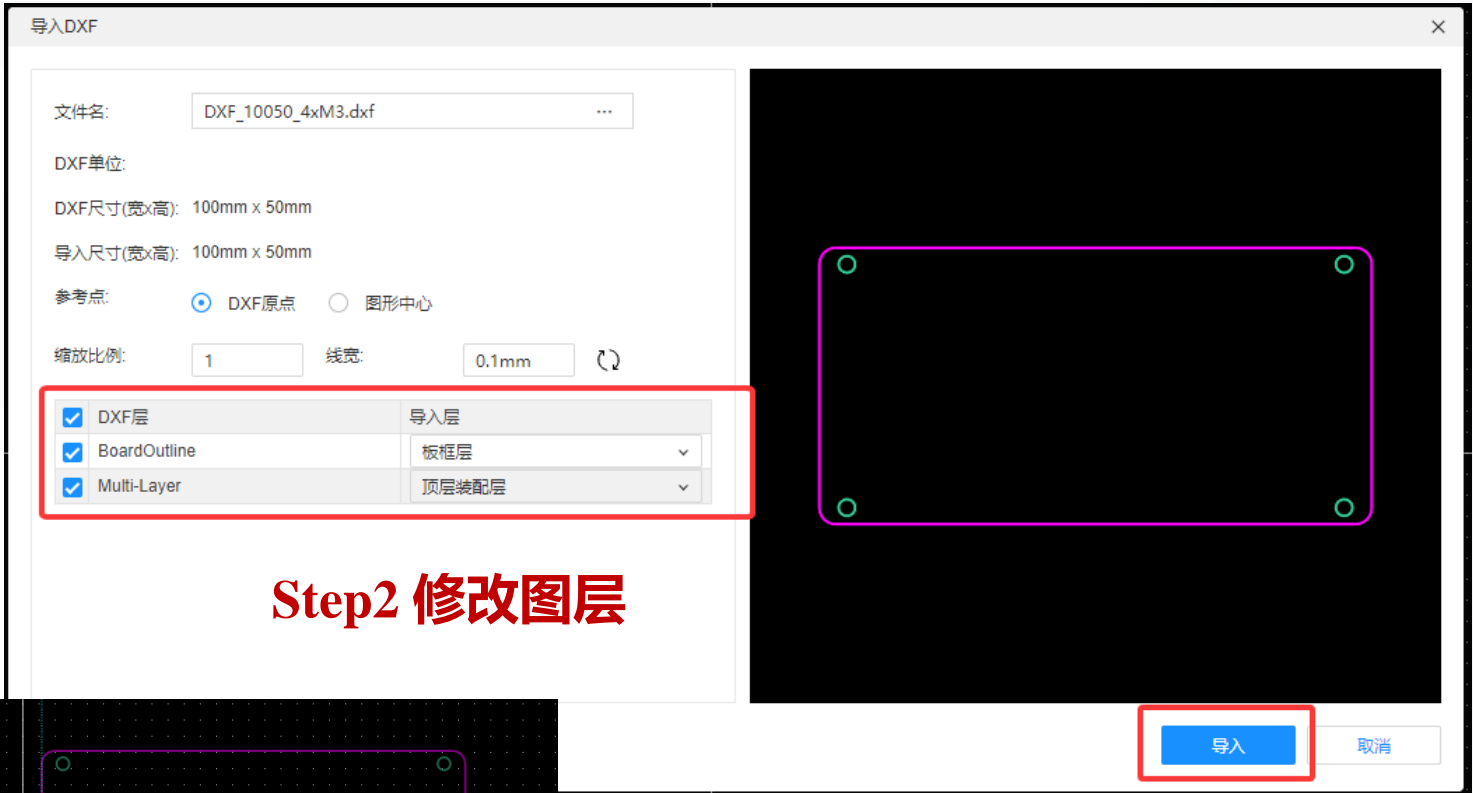 导入DXF
文件名: DXF_10050_4xM3.dxf ...
DXF单位:
DXF尺寸(宽x高): 100mm x 50mm
导入尺寸(宽x高): 100mm x 50mm
参考点: DXF原点 图形中心
缩放比例: 1 线宽: 0.1mm
DXF层 导入层
BoardOutline 板框层
Multi-Layer 顶层装配层
Step2 修改图层
导入 取消